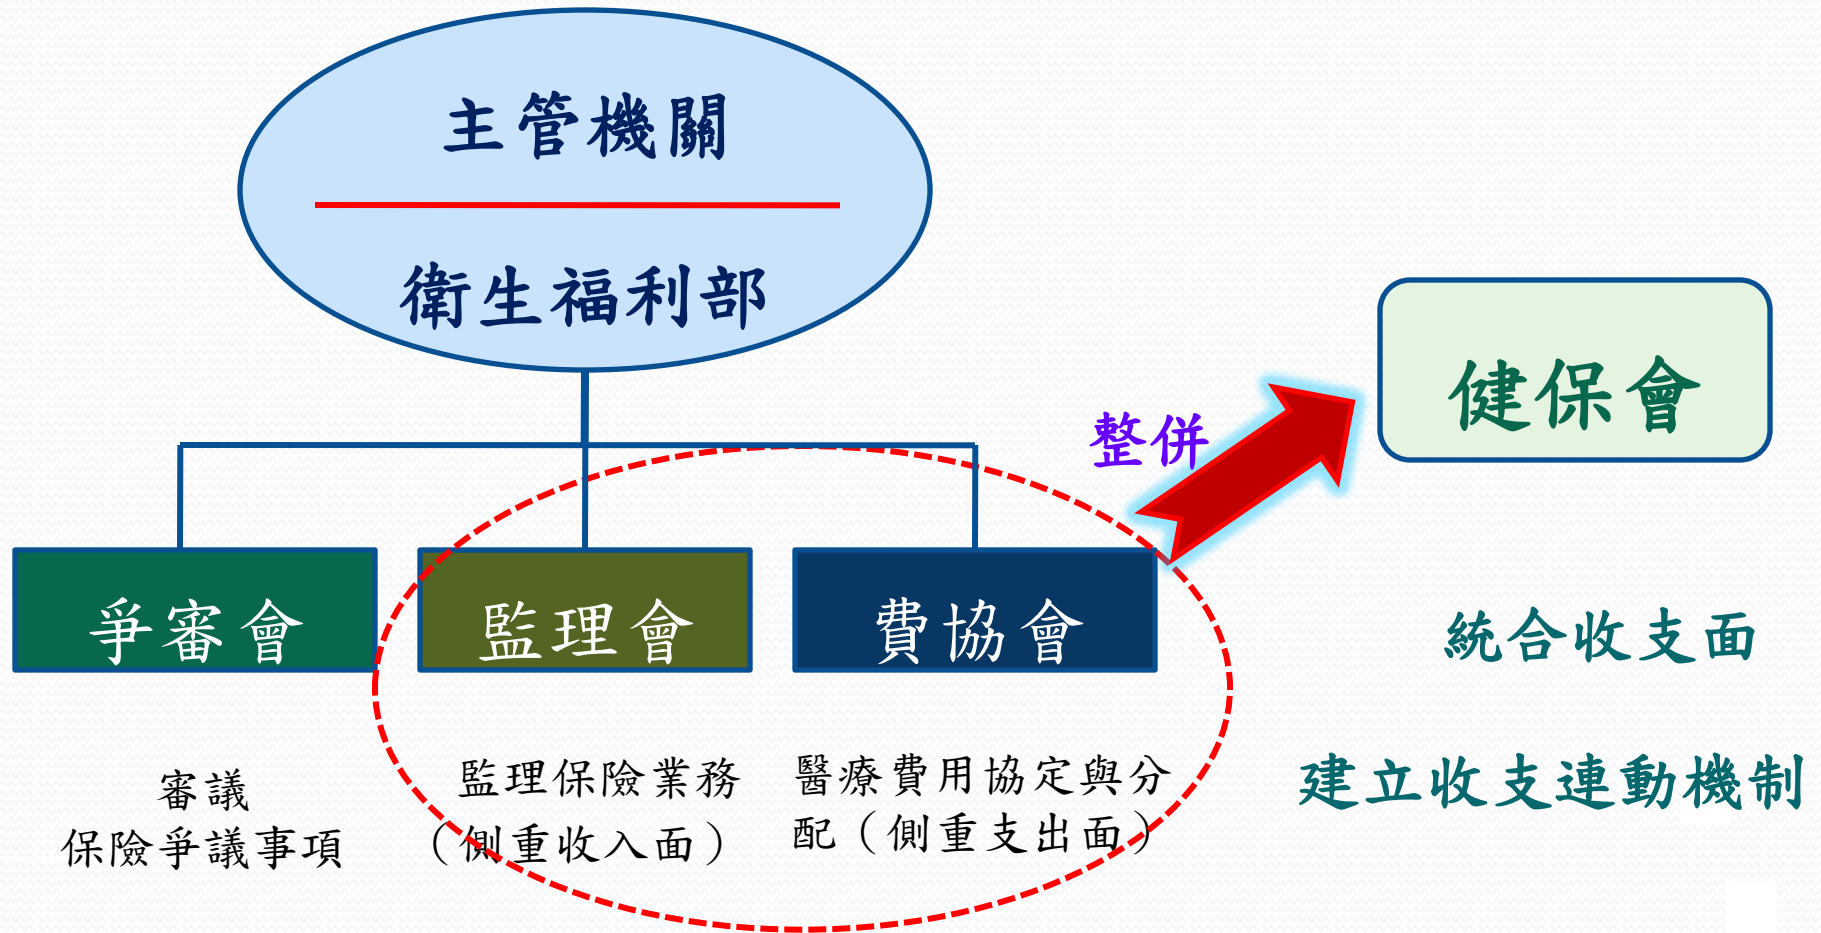 主管機關
衛生福利部
健保會
整併
爭審會
監理會
費協會
統合收支面
建立收支連動機制
審議
保險爭議事項
監理保險業務
（側重收入面）
醫療費用協定與分
配（側重支出面）